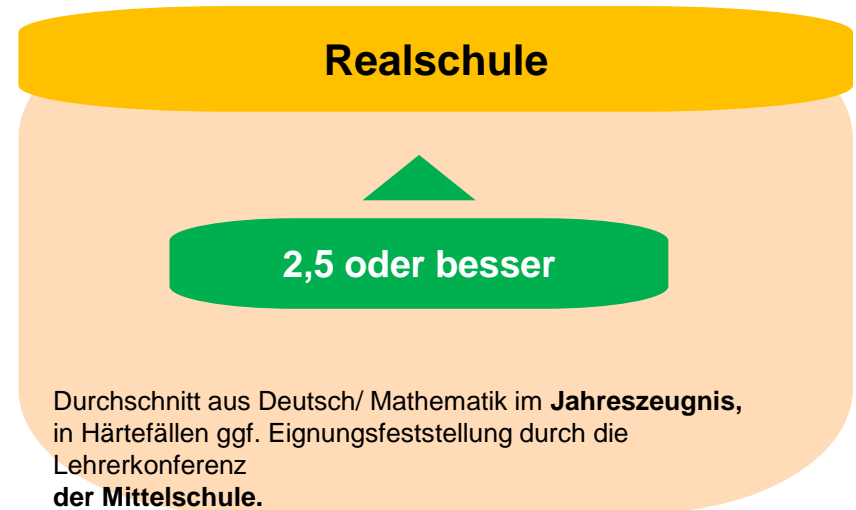 Realschule
2,5 oder besser
Durchschnitt aus Deutsch/ Mathematik im Jahreszeugnis,
in Härtefällen ggf. Eignungsfeststellung durch die
Lehrerkonferenz
der Mittelschule.